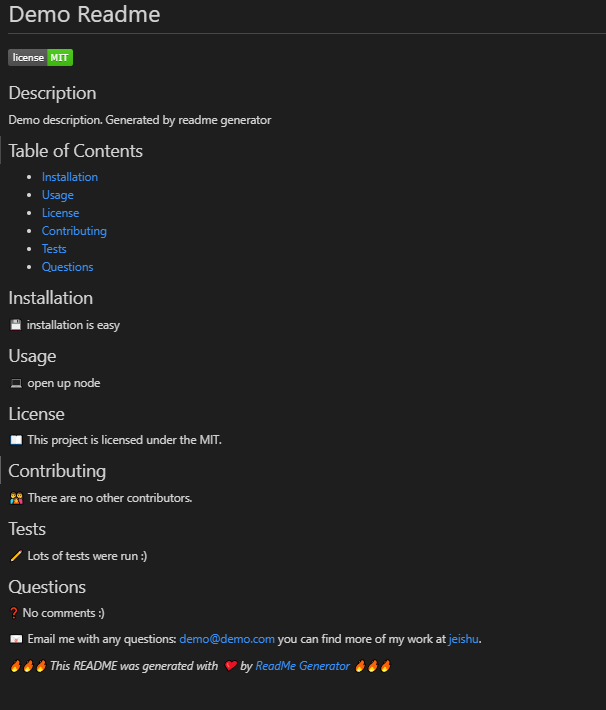 Demo Readme
license MIT
Description
Demo description. Generated by readme generator
Table of Contents
• Installation
• Usage
• License
• Contributing
• Tests
• Questions
Installation
💾 installation is easy
Usage
💻 open up node
License
📖 This project is licensed under the MIT.
Contributing
👪 There are no other contributors.
Tests
✏️ Lots of tests were run :)
Questions
❓ No comments :)
💌 Email me with any questions: demo@demo.com you can find more of my work at jeishu.
🔥🔥🔥 This README was generated with ❤️ by ReadMe Generator 🔥🔥🔥